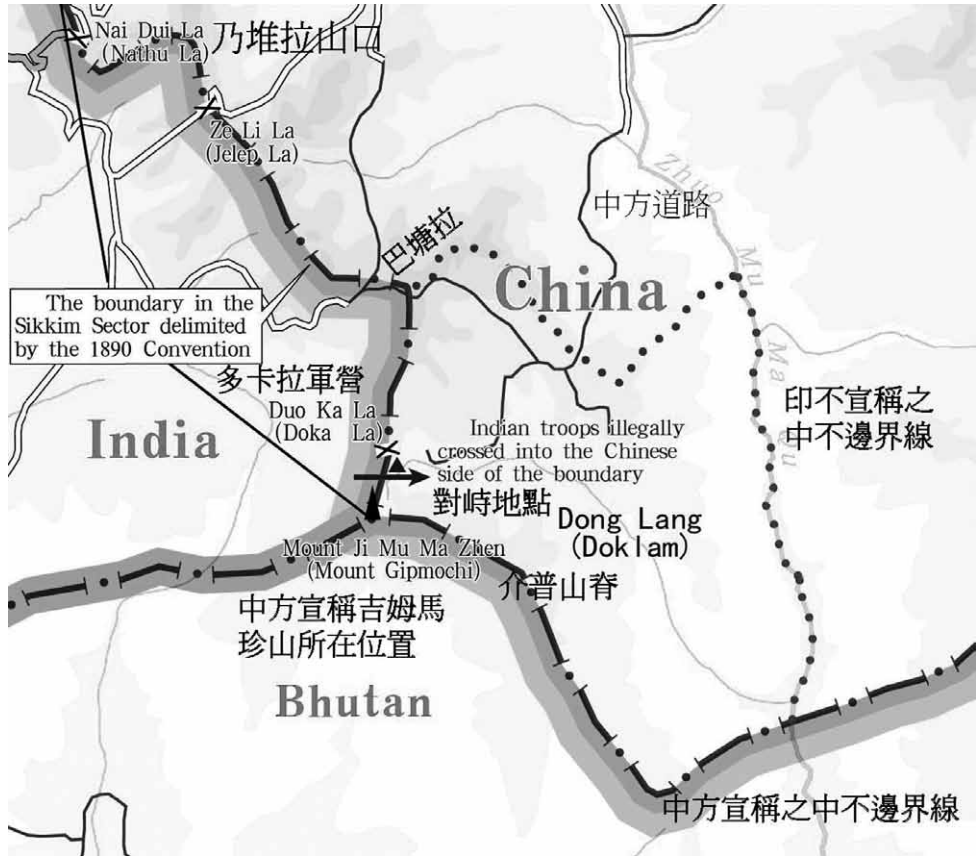 Nai Dui La
(Nathu La)
乃堆拉山口
Ze Li La
(Jelep La)
Zhuo Mu Ma Qu
中方道路
巴塘拉
China
The boundary in the
Sikkim Sector delimited
by the 1890 Convention
多卡拉軍營
Duo Ka La
(Doka La)
印不宣稱之
中不邊界線
India
Indian troops illegally
crossed into the Chinese
side of the boundary
對峙地點
Dong Lang
(Doklam)
Mount Ji Mu Ma Zhen
(Mount Gipmochi)
介普山脊
中方宣稱吉姆馬
珍山所在位置
Bhutan
中方宣稱之中不邊界線